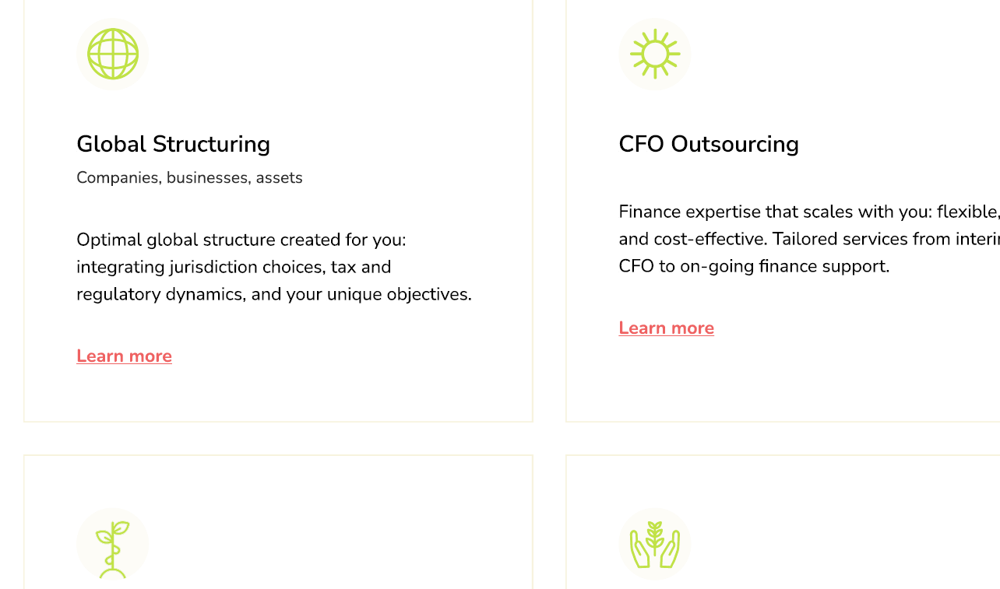 Global Structuring
Companies, businesses, assets
Optimal global structure created for you:
integrating jurisdiction choices, tax and
regulatory dynamics, and your unique objectives.
Learn more
CFO Outsourcing
Finance expertise that scales with you: flexible,
and cost-effective. Tailored services from
CFO to on-going finance support.
Learn more